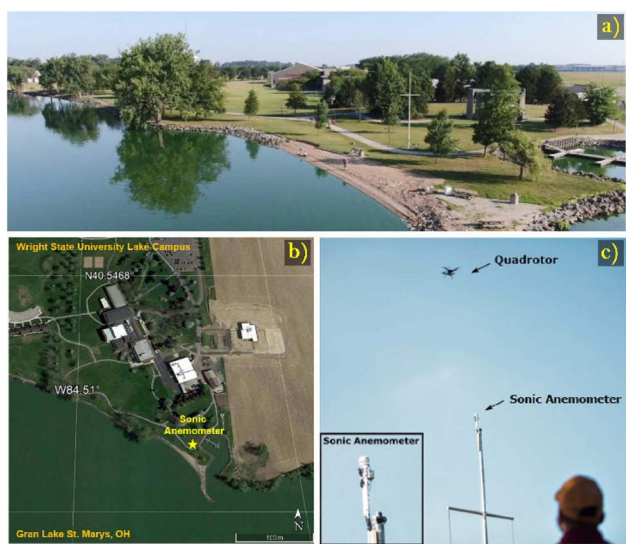 a)
Wright State University Lake Campus
b)
N40.5468°
W84.51°
Sonic
Anemometer
N
Gran Lake St. Marys, OH
100 m
c)
Quadrotor
Sonic Anemometer
Sonic Anemometer